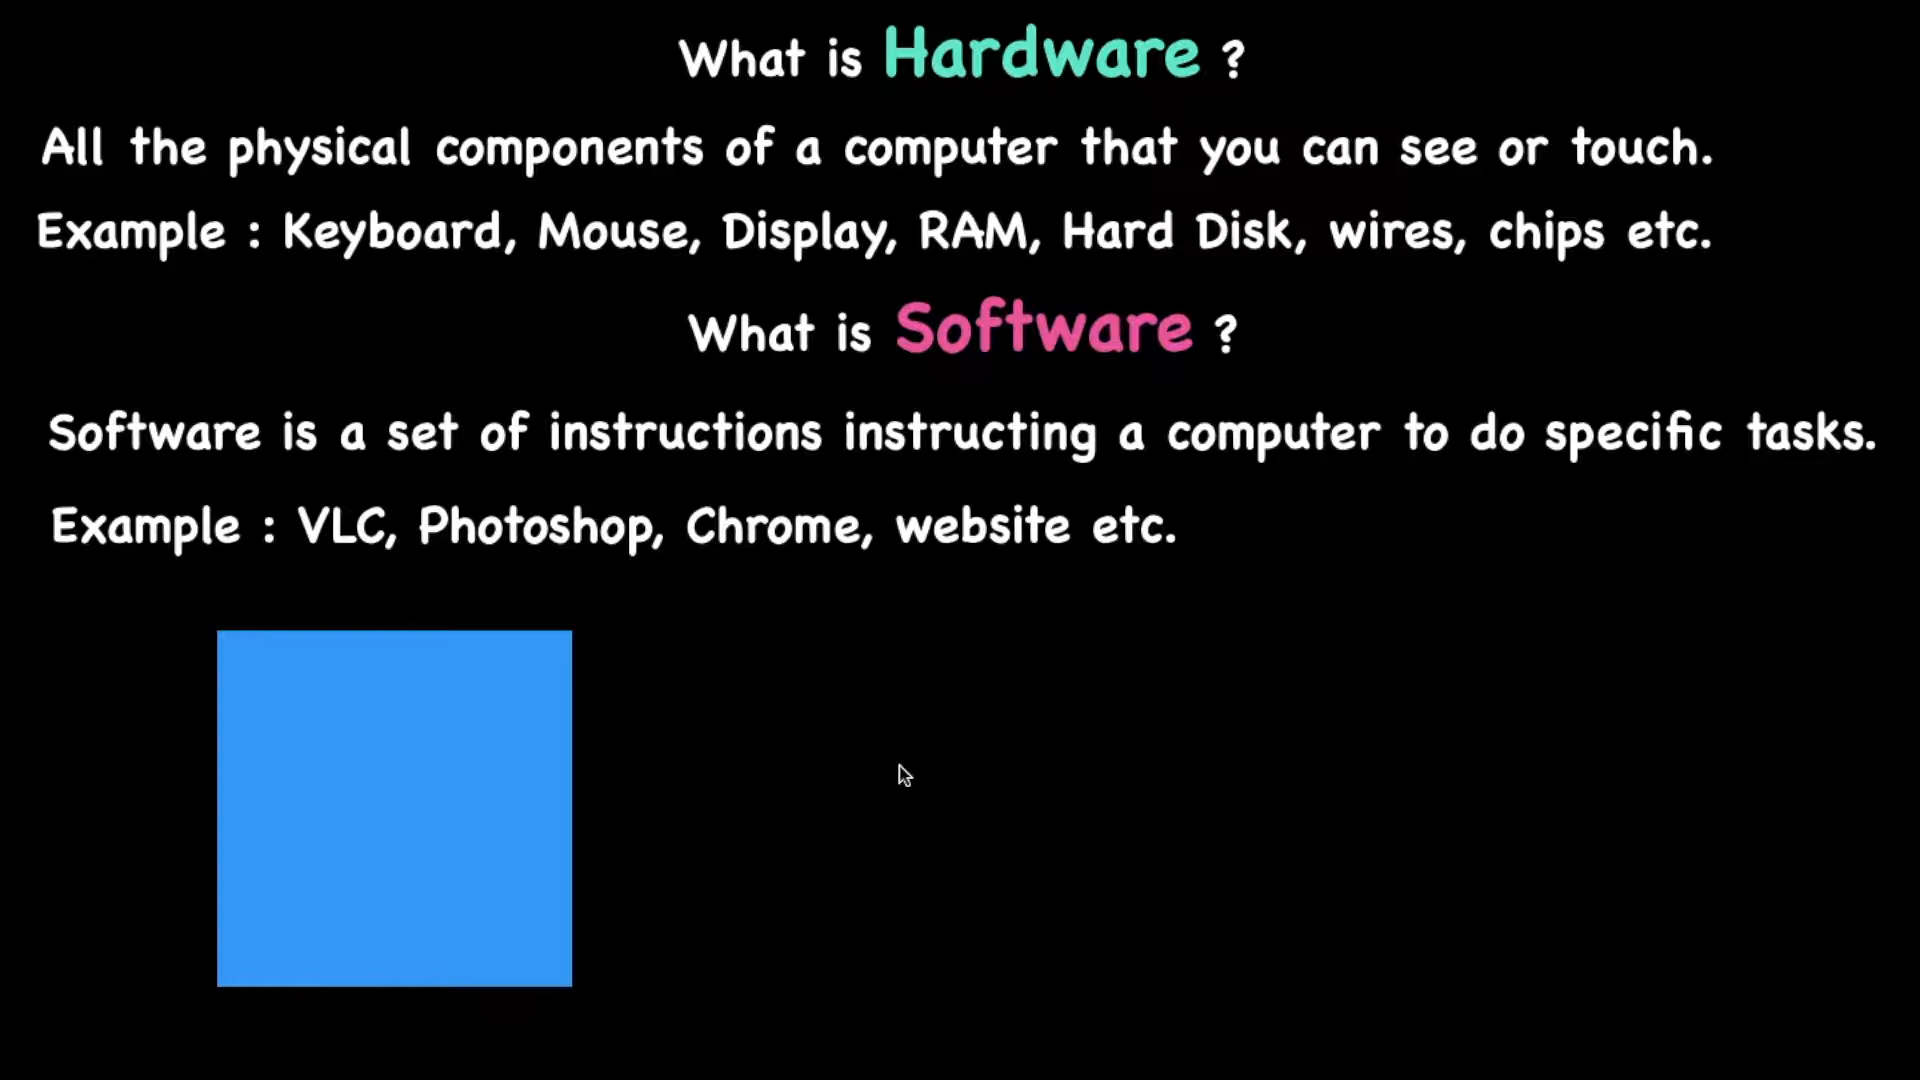 What is Hardware ?
All the physical components of a computer that you can see or touch.
Example : Keyboard, Mouse, Display, RAM, Hard Disk, wires, chips etc.
What is Software ?
Software is a set of instructions instructing a computer to do specific tasks.
Example : VLC, Photoshop, Chrome, website etc.